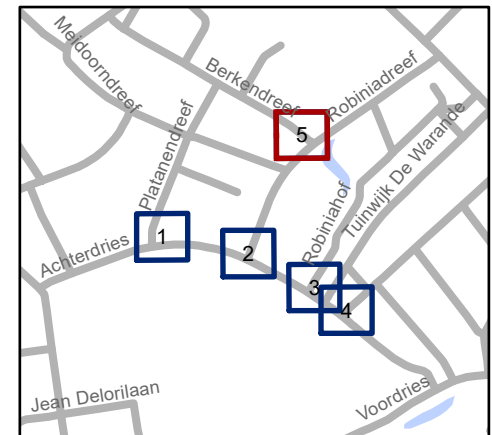 Meidoorndreef
Berkendreef
Robiniadreef
Platanendreef
5
Tuinwijk De Warande
Robiniahof
Achterdries
1
2
3
4
Jean Delorilaan
Voordries